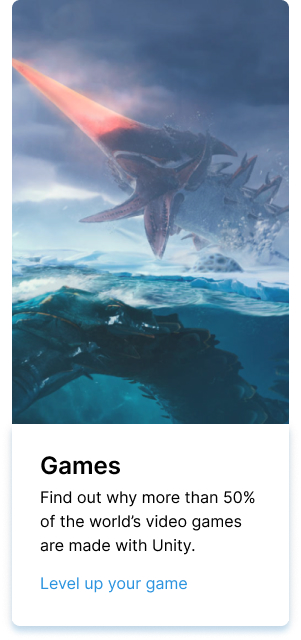 Games
Find out why more than 50%
of the world’s video games
are made with Unity.
Level up your game